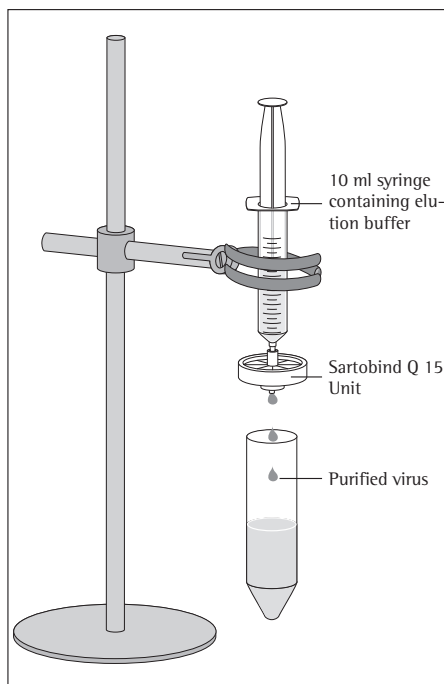 10 ml syringe
containing elu-
tion buffer
Sartobind Q 15
Unit
Purified virus